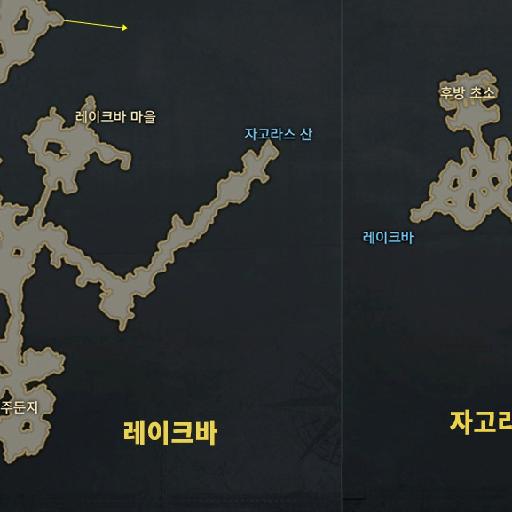 후방 초소
레이크바 마을
자고라스 산
레이크바
주둔지
레이크바
자고라